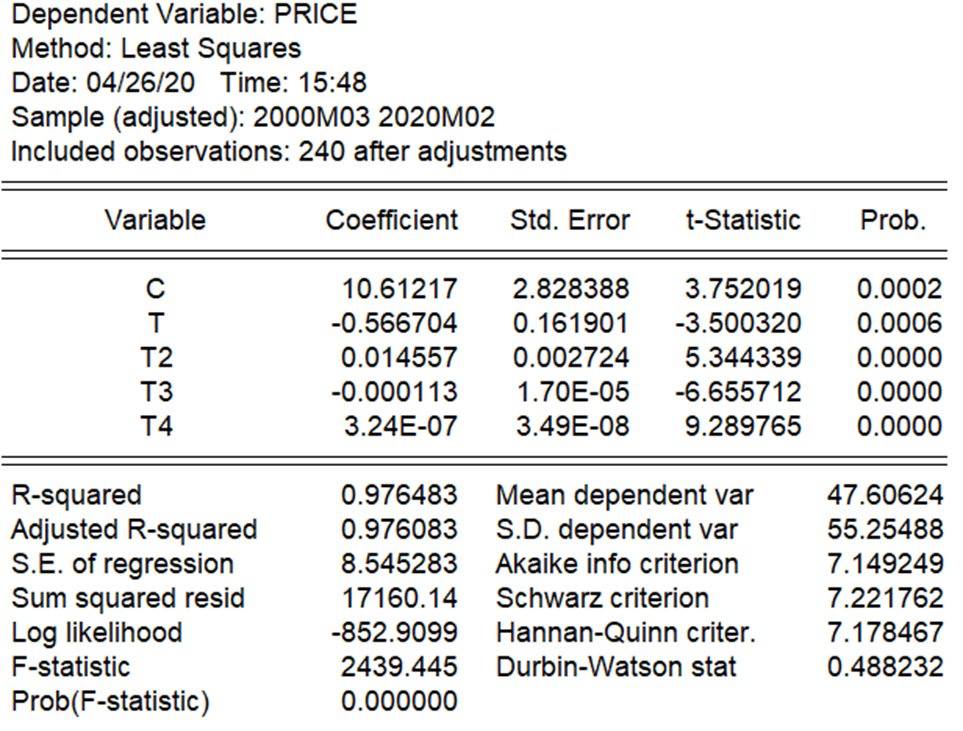 Dependent Variable: PRICE
Method: Least Squares
Date: 04/26/20 Time: 15:48
Sample (adjusted): 2000M03 2020M02
Included observations: 240 after adjustments
Variable Coefficient Std. Error t-Statistic Prob.
C 10.61217 2.828388 3.752019 0.0002
T -0.566704 0.161901 -3.500320 0.0006
T2 0.014557 0.002724 5.344339 0.0000
T3 -0.000113 1.70E-05 -6.655712 0.0000
T4 3.24E-07 3.49E-08 9.289765 0.0000
R-squared 0.976483 Mean dependent var 47.60624
Adjusted R-squared 0.976083 S.D. dependent var 55.25488
S.E. of regression 8.545283 Akaike info criterion 7.149249
Sum squared resid 17160.14 Schwarz criterion 7.221762
Log likelihood -852.9099 Hannan-Quinn criter. 7.178467
F-statistic 2439.445 Durbin-Watson stat 0.488232
Prob(F-statistic) 0.000000